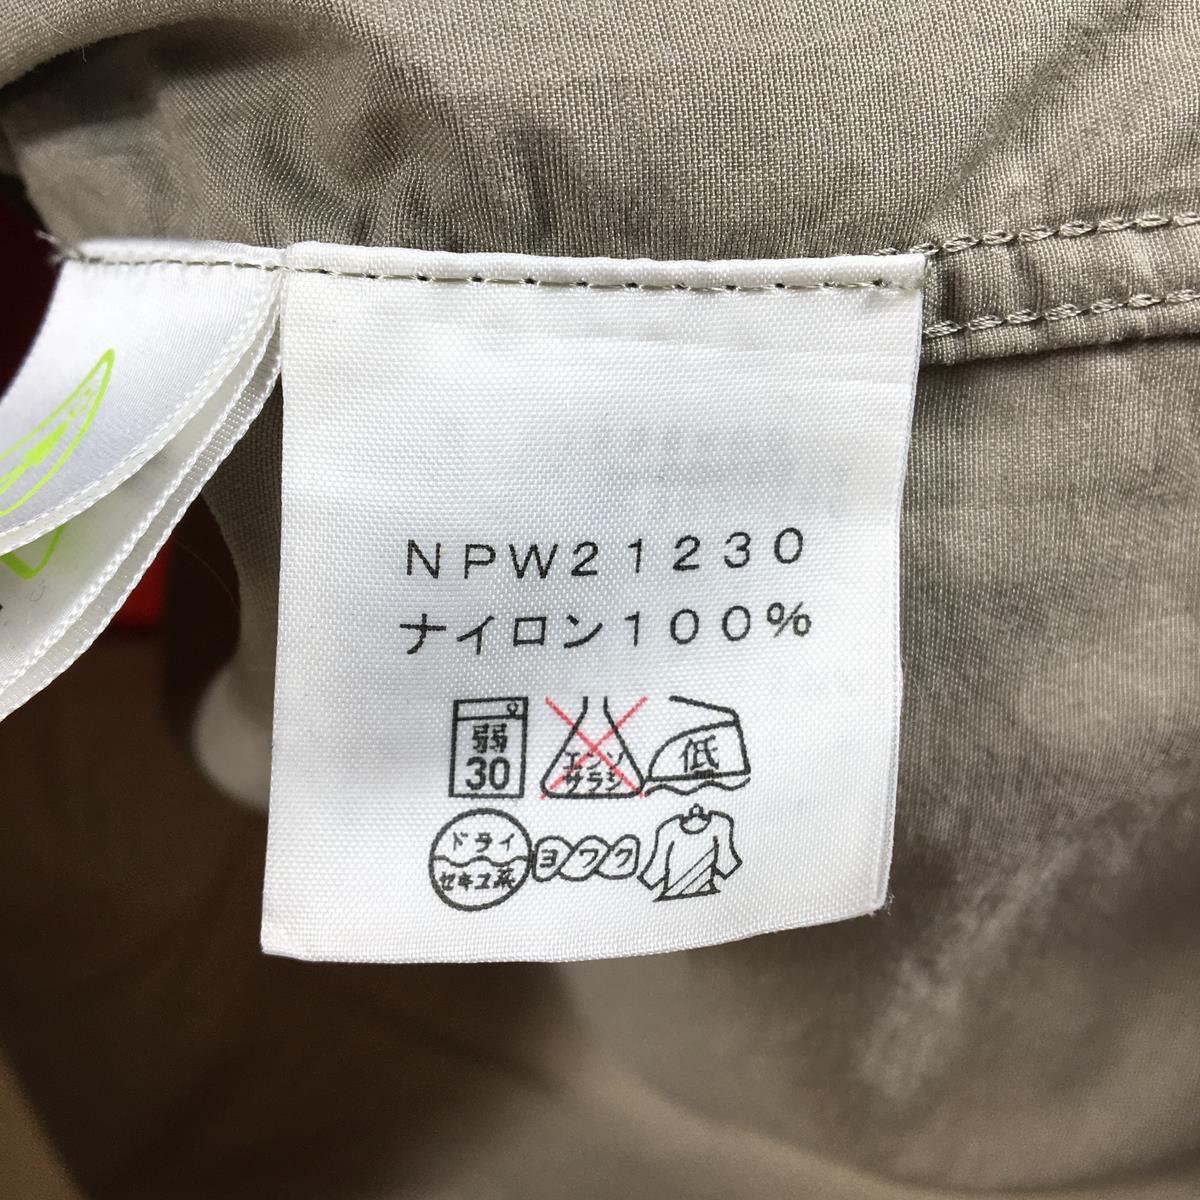 NPW21230
ナイロン100%
弱
30
エンソ
サラシ
低
ドライ
セキユ系
ヨワク